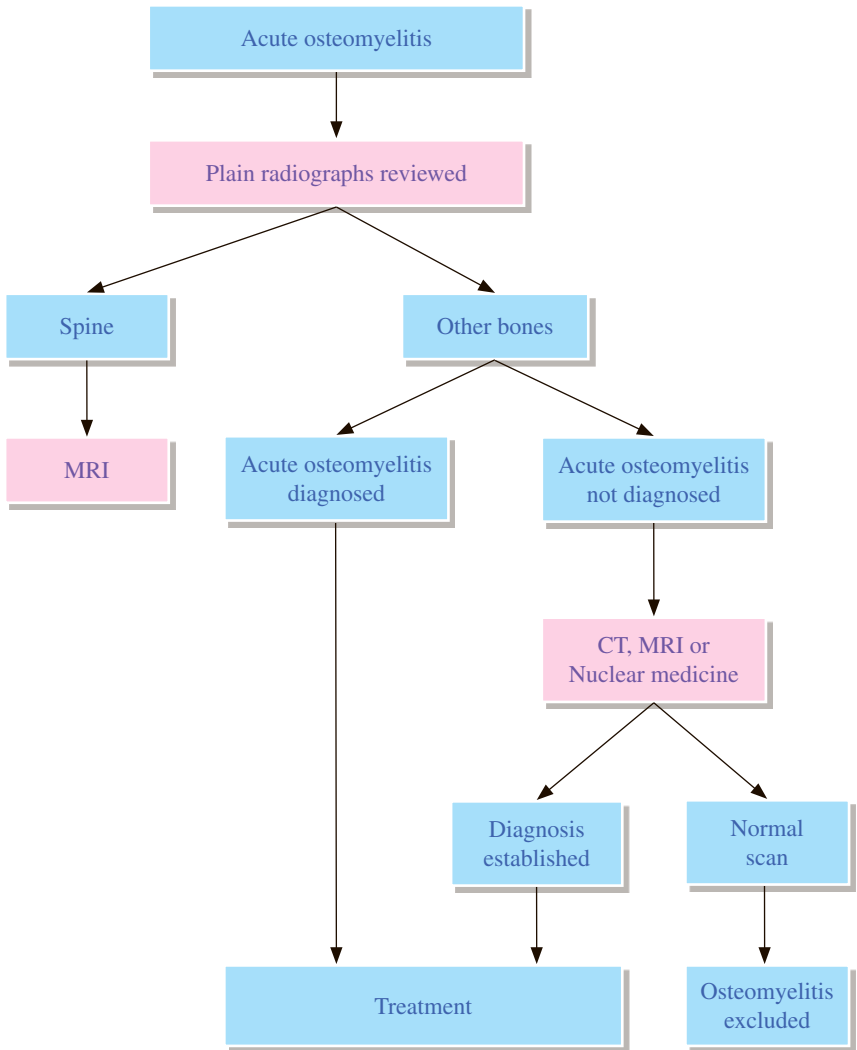 Acute osteomyelitis
Plain radiographs reviewed
Spine
Other bones
MRI
Acute osteomyelitis
diagnosed
Acute osteomyelitis
not diagnosed
CT, MRI or
Nuclear medicine
Diagnosis
established
Normal
scan
Treatment
Osteomyelitis
excluded